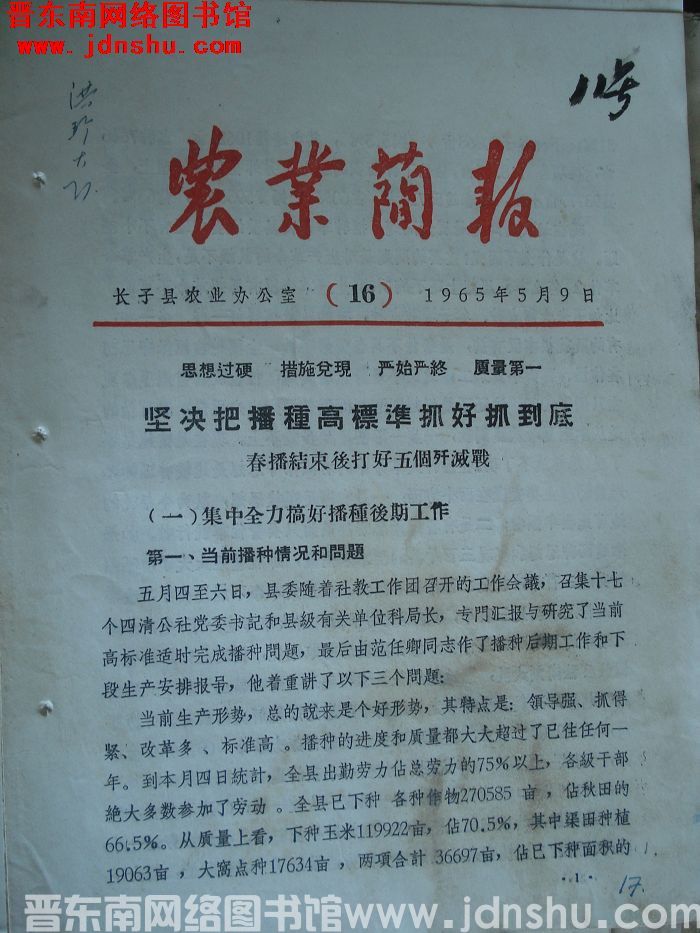 晋东南网络图书馆
www.jdnshu.com
11号
农業简报
长子县农业办公室 (16) 1965年5月9日
思想过硬 措施兌現 严始严終 质量第一
坚决把播種高標準抓好抓到底
春播結束後打好五個歼滅戰
(一)集中全力搞好播種後期工作
第一、当前播种情况和問題
五月四至六日，县委随着社教工作团召开的工作会議，召集十七
个四清公社党委书記和县級有关单位科局长，专門汇报与研究了当前
高标准适时完成播种問題，最后由范任卿同志作了播种后期工作和下
段生产安排报导，他着重講了以下三个問題:
当前生产形势，总的說来是个好形势，其特点是：領导强、抓得
紧、改革多、标准高。播种的进度和质量都大大超过了已往任何一
年。到本月四日統計，全县出勤劳力佔总劳力的75%以上，各級干部
絶大多数参加了劳动。全县已下种 各种作物270585亩，佔秋田的
66.5%。从质量上看，下种玉米119922亩，佔70.5%，其中渠田种植
19063亩，大窝点种17634亩，两項合計 36697亩，佔已下种面积的
·1·
17.
晋东南网络图书馆 www.jdnshu.com